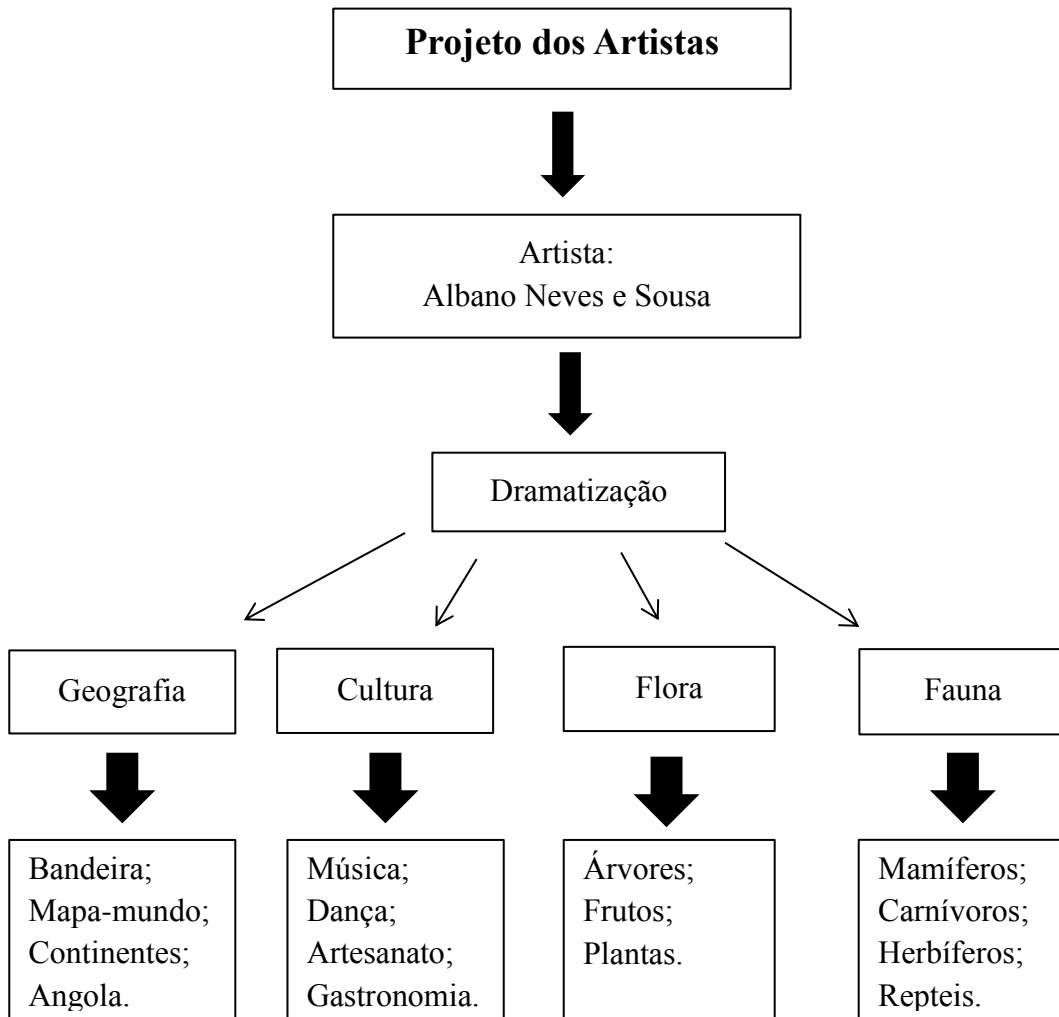 Projeto dos Artistas
Artista:
Albano Neves e Sousa
Dramatização
Geografia
Cultura
Flora
Fauna
Bandeira;
Mapa-mundo;
Continentes;
Angola.
Música;
Dança;
Artesanato;
Gastronomia.
Árvores;
Frutos;
Plantas.
Mamíferos;
Carnívoros;
Herbíferos;
Repteis.